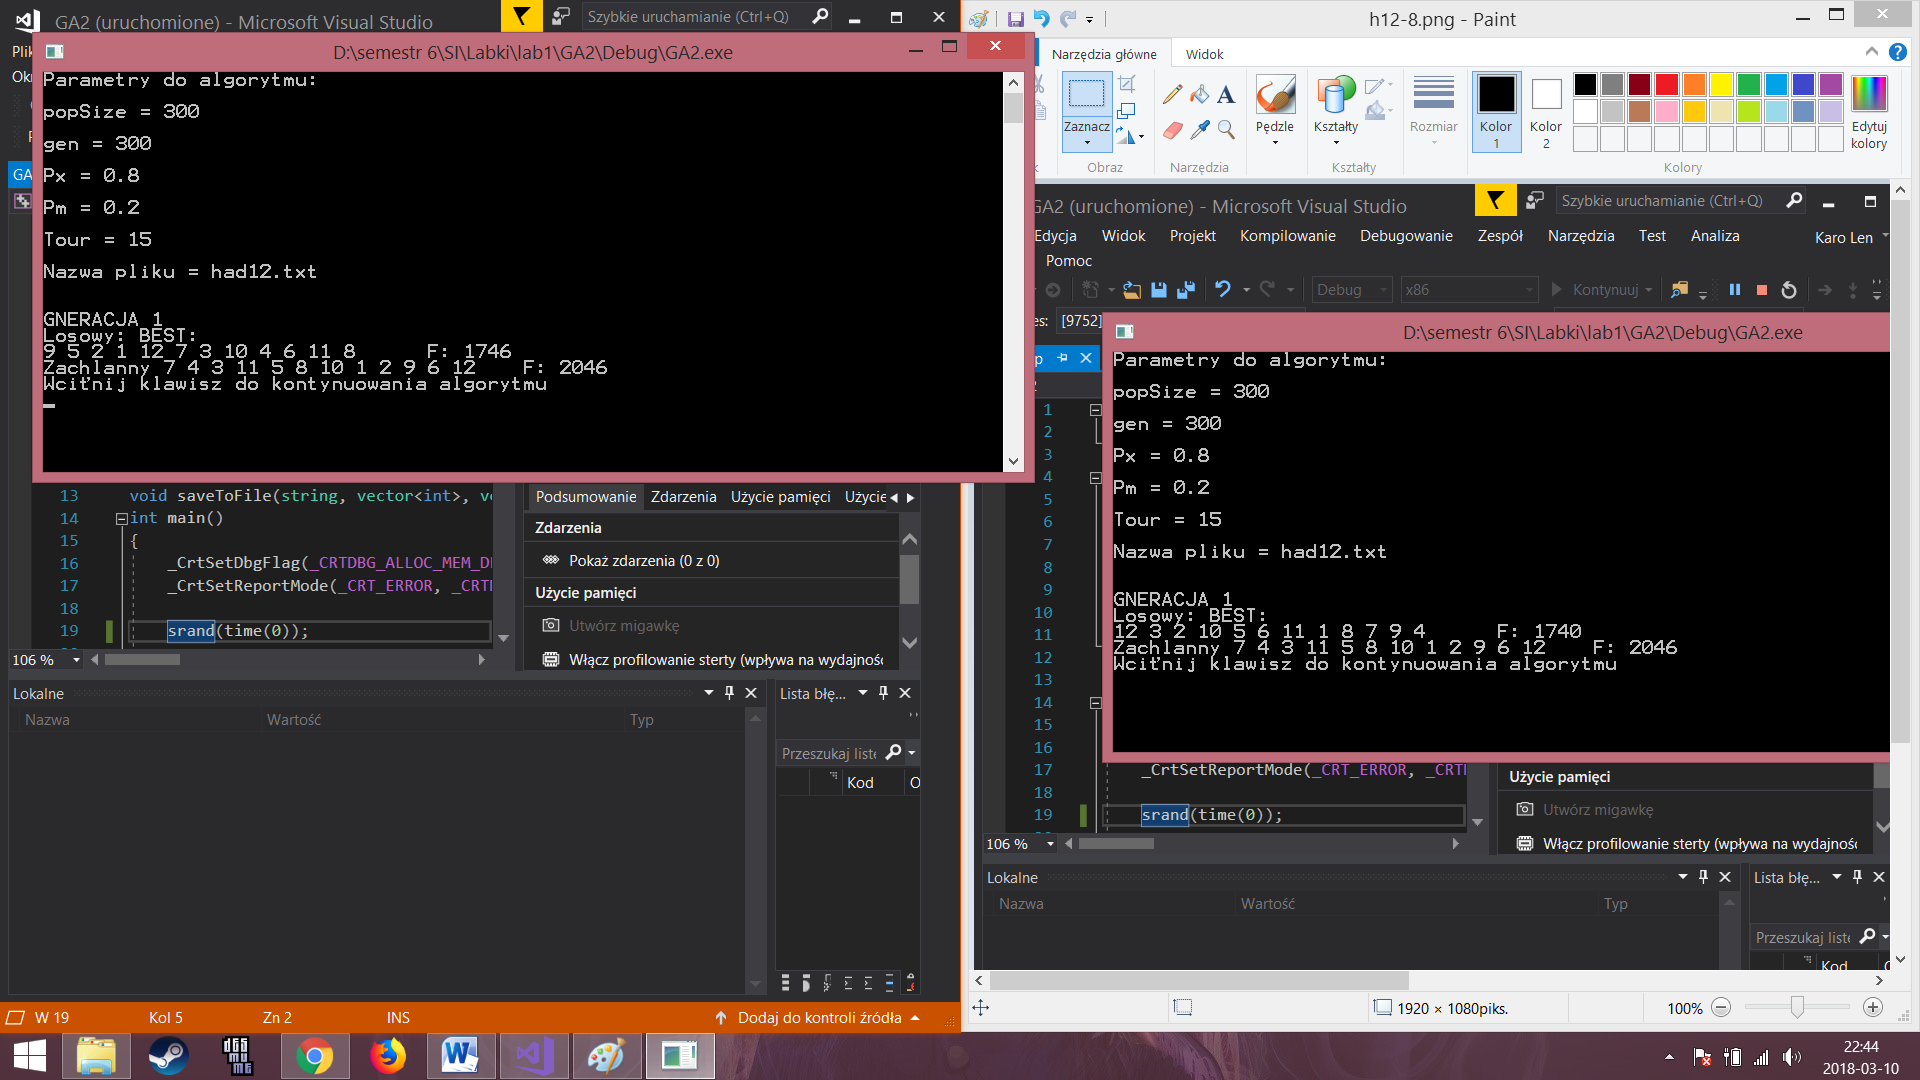 GA2 (uruchomione) - Microsoft Visual Studio
Szybkie uruchamianie (Ctrl+Q)
D:\semestr 6\SI\Labki\lab1\GA2\Debug\GA2.exe
Parametry do algorytmu:
popSize = 300
gen = 300
Px = 0.8
Pm = 0.2
Tour = 15
Nazwa pliku = had12.txt
GNERACJA 1
Losowy: BEST:
9 5 2 1 12 7 3 10 4 6 11 8 F: 1746
Zachlanny 7 4 3 11 5 8 10 1 2 9 6 12 F: 2046
Wciťnij klawisz do kontynuowania algorytmu
13 void saveToFile(string, vector<int>, v
14 int main()
15 {
16 _CrtSetDbgFlag(_CRTDBG_ALLOC_MEM_D
17 _CrtSetReportMode(_CRT_ERROR, _CRT
18
19 srand(time(0));
106 %
Podsumowanie Zdarzenia Użycie pamięci Użycie
Zdarzenia
Pokaż zdarzenia (0 z 0)
Użycie pamięci
Utwórz migawkę
Włącz profilowanie sterty (wpływa na wydajność
Lokalne
Nazwa Wartość Typ
Lista błę...
Przeszukaj listę
Kod O
W 19 Kol 5 Zn 2 INS
Dodaj do kontroli źródła
h12-8.png - Paint
Narzędzia główne Widok
Zaznacz
Obraz
Narzędzia
Pędzle
Kształty
Kształty
Rozmiar
Kolor 1
Kolor 2
Edytuj kolory
Kolory
GA2 (uruchomione) - Microsoft Visual Studio
Szybkie uruchamianie (Ctrl+Q)
Edycja Widok Projekt Kompilowanie Debugowanie Zespół Narzędzia Test Analiza Karo Len
Pomoc
Debug x86 Kontynuuj
es: [9752]
D:\semestr 6\SI\Labki\lab1\GA2\Debug\GA2.exe
Parametry do algorytmu:
popSize = 300
gen = 300
Px = 0.8
Pm = 0.2
Tour = 15
Nazwa pliku = had12.txt
GNERACJA 1
Losowy: BEST:
12 3 2 10 5 6 11 1 8 7 9 4 F: 1740
Zachlanny 7 4 3 11 5 8 10 1 2 9 6 12 F: 2046
Wciťnij klawisz do kontynuowania algorytmu
1
2
3
4
5
6
7
8
9
10
11
12
13
14
15
16
17 _CrtSetReportMode(_CRT_ERROR, _CRT
18
19 srand(time(0));
106 %
Użycie pamięci
Utwórz migawkę
Włącz profilowanie sterty (wpływa na wydajność
Lokalne
Nazwa Wartość Typ
Lista błę...
Przeszukaj listę
Kod
1920 × 1080piks.
100%
22:44
2018-03-10